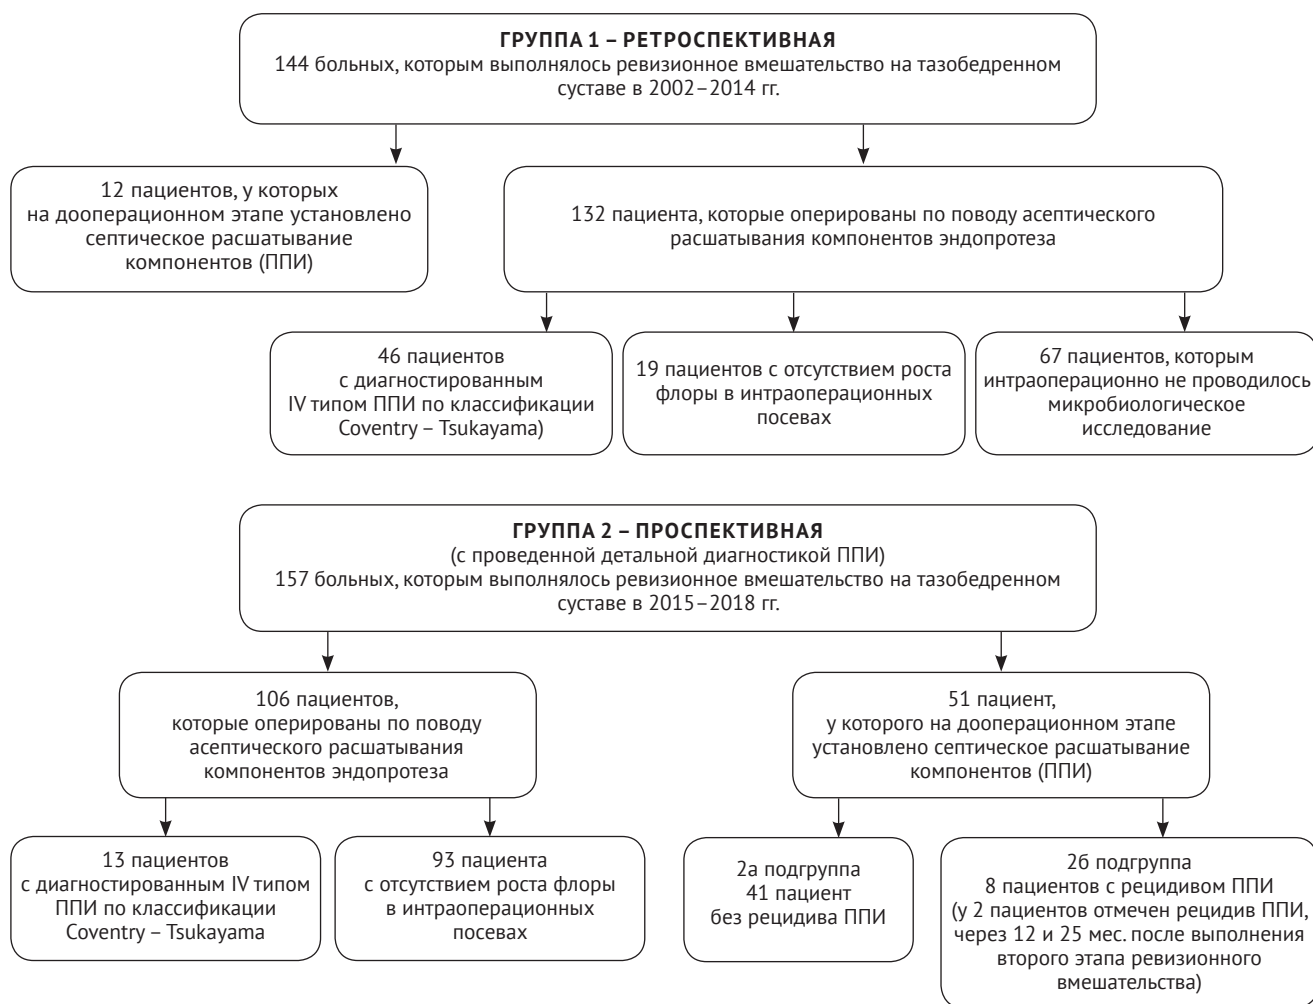 ГРУППА 1 – РЕТРОСПЕКТИВНАЯ
144 больных, которым выполнялось ревизионное вмешательство на тазобедренном
суставе в 2002–2014 гг.
12 пациентов, у которых
на дооперационном этапе установлено
септическое расшатывание
компонентов (ППИ)
132 пациента, которые оперированы по поводу асептического
расшатывания компонентов эндопротеза
46 пациентов
с диагностированным
IV типом ППИ по классификации
Coventry – Tsukayama)
19 пациентов с отсутствием роста
флоры в интраоперационных
посевах
67 пациентов, которым
интраоперационно не проводилось
микробиологическое
исследование
ГРУППА 2 – ПРОСПЕКТИВНАЯ
(с проведенной детальной диагностикой ППИ)
157 больных, которым выполнялось ревизионное вмешательство на тазобедренном
суставе в 2015–2018 гг.
106 пациентов,
которые оперированы по поводу
асептического расшатывания
компонентов эндопротеза
51 пациент,
у которого на дооперационном этапе
установлено септическое расшатывание
компонентов (ППИ)
13 пациентов
с диагностированным IV типом
ППИ по классификации
Coventry – Tsukayama
93 пациента
с отсутствием роста флоры
в интраоперационных
посевах
2а подгруппа
41 пациент
без рецидива ППИ
2б подгруппа
8 пациентов с рецидивом ППИ
(у 2 пациентов отмечен рецидив ППИ,
через 12 и 25 мес. после выполнения
второго этапа ревизионного
вмешательства)